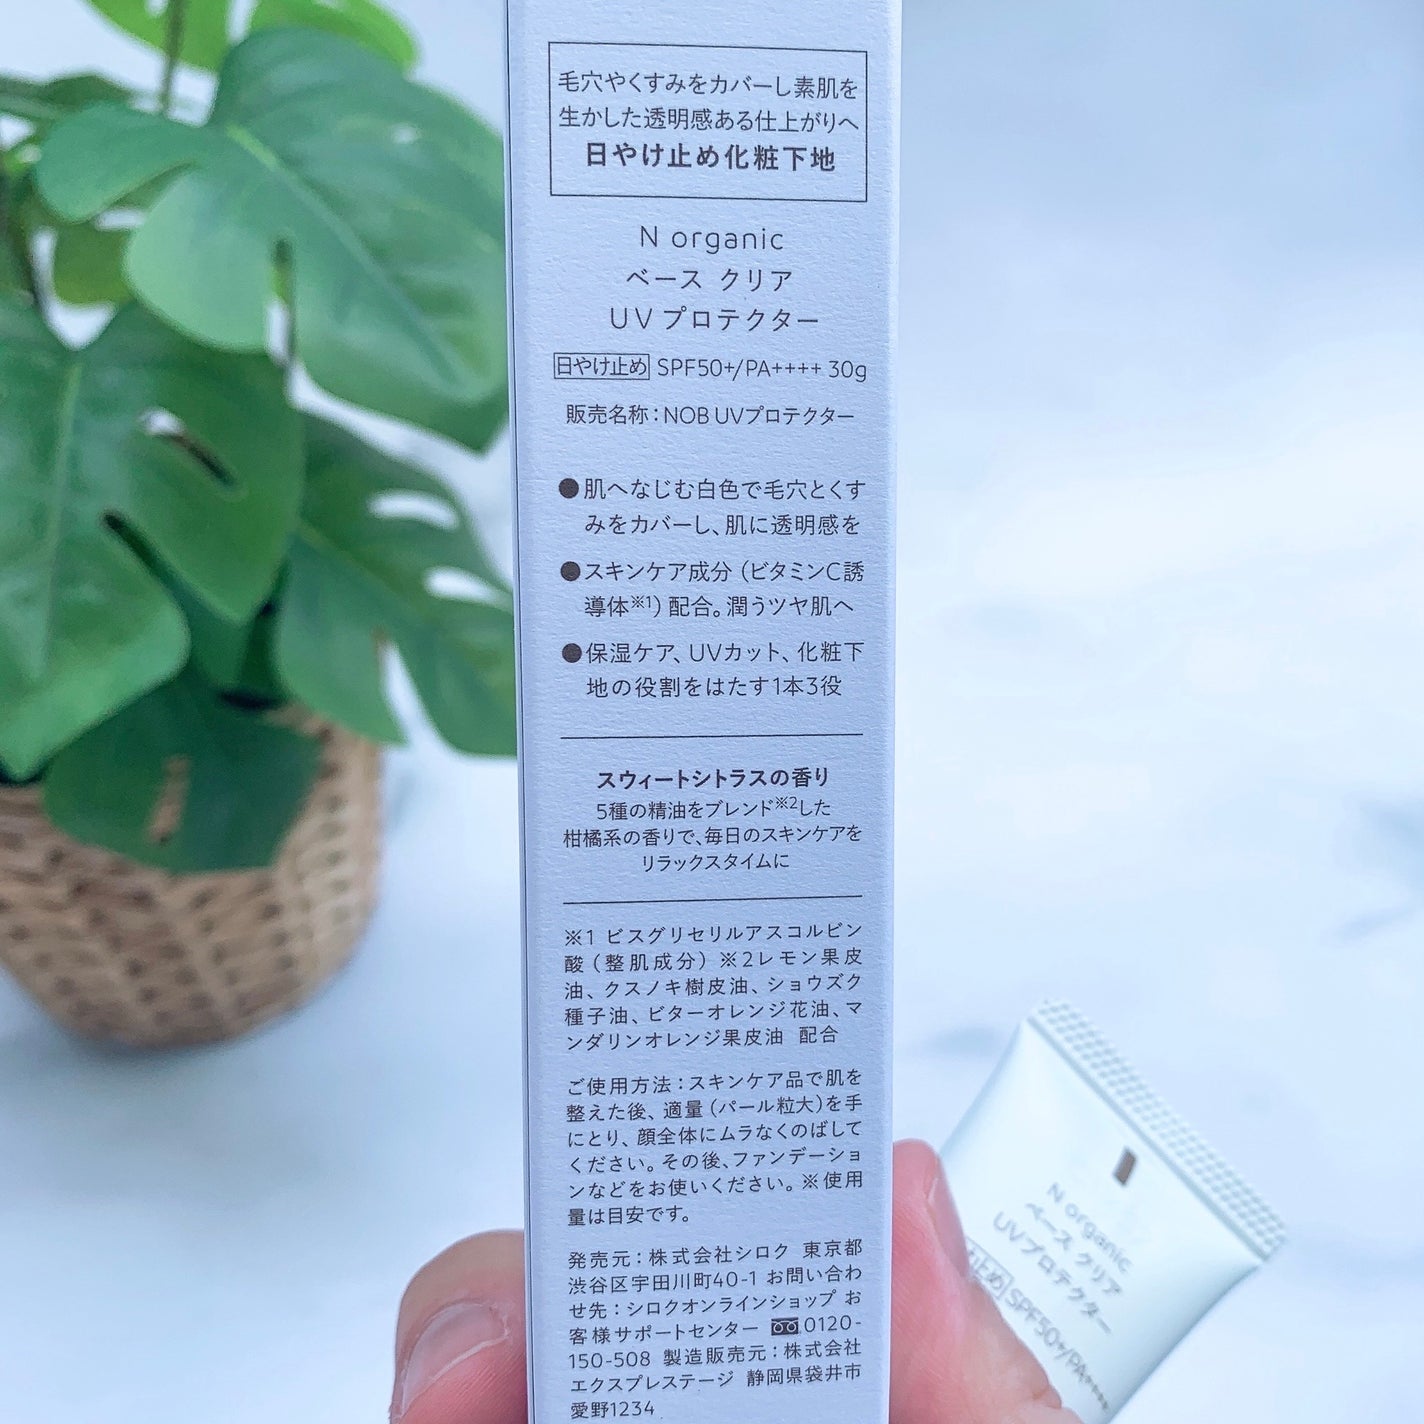 毛穴やくすみをカバーし素肌を
生かした透明感ある仕上がりへ
日やけ止め化粧下地
N organic
ベース クリア
UVプロテクター
日やけ止め SPF50+/PA++++ 30g
販売名称：NOB UVプロテクター
●肌へなじむ白色で毛穴とくす
みをカバーし、肌に透明感を
●スキンケア成分（ビタミンC誘
導体※1）配合。潤うツヤ肌へ
●保湿ケア、UVカット、化粧下
地の役割をはたす1本3役
スウィートシトラスの香り
5種の精油をブレンド※2した
柑橘系の香りで、毎日のスキンケアを
リラックスタイムに
※1 ビスグリセリルアスコルビン
酸（整肌成分）※2レモン果皮
油、クスノキ樹皮油、ショウズク
種子油、ビターオレンジ花油、マ
ンダリンオレンジ果皮油 配合
ご使用方法：スキンケア品で肌を
整えた後、適量（パール粒大）を手
にとり、顔全体にムラなくのばして
ください。その後、ファンデーショ
ンなどをお使いください。※使用
量は目安です。
発売元：株式会社シロク 東京都
渋谷区宇田川町40-1 お問い合わ
せ先：シロクオンラインショップ お
客様サポートセンター 0120-
150-508 製造販売元：株式会社
エクスプレステージ 静岡県袋井市
愛野1234
N organic
ベース クリア
UVプロテクター
け止め SPF50+/PA++++